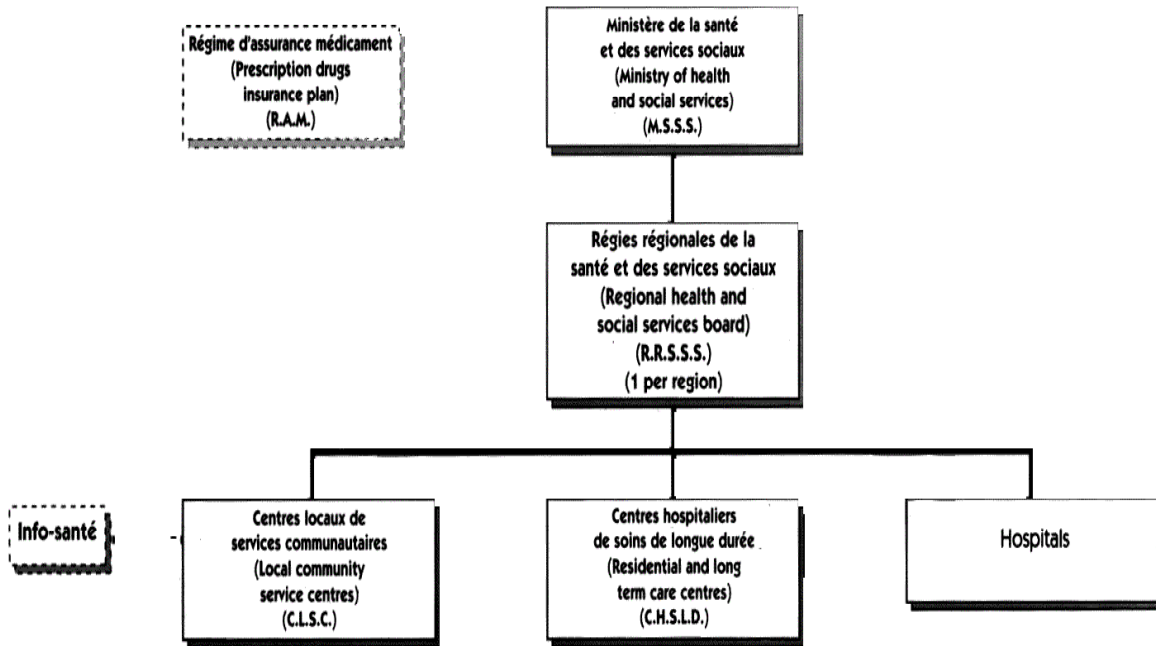 Régime d'assurance médicament
(Prescription drugs
insurance plan)
(R.A.M.)
Ministère de la santé
et des services sociaux
(Ministry of health
and social services)
(M.S.S.S.)
Régies régionales de la
santé et des services sociaux
(Regional health and
social services board)
(R.R.S.S.S.)
(1 per region)
Info-santé
Centres locaux de
services communautaires
(Local community
service centres)
(C.L.S.C.)
Centres hospitaliers
de soins de longue durée
(Residential and long
term care centres)
(C.H.S.L.D.)
Hospitals